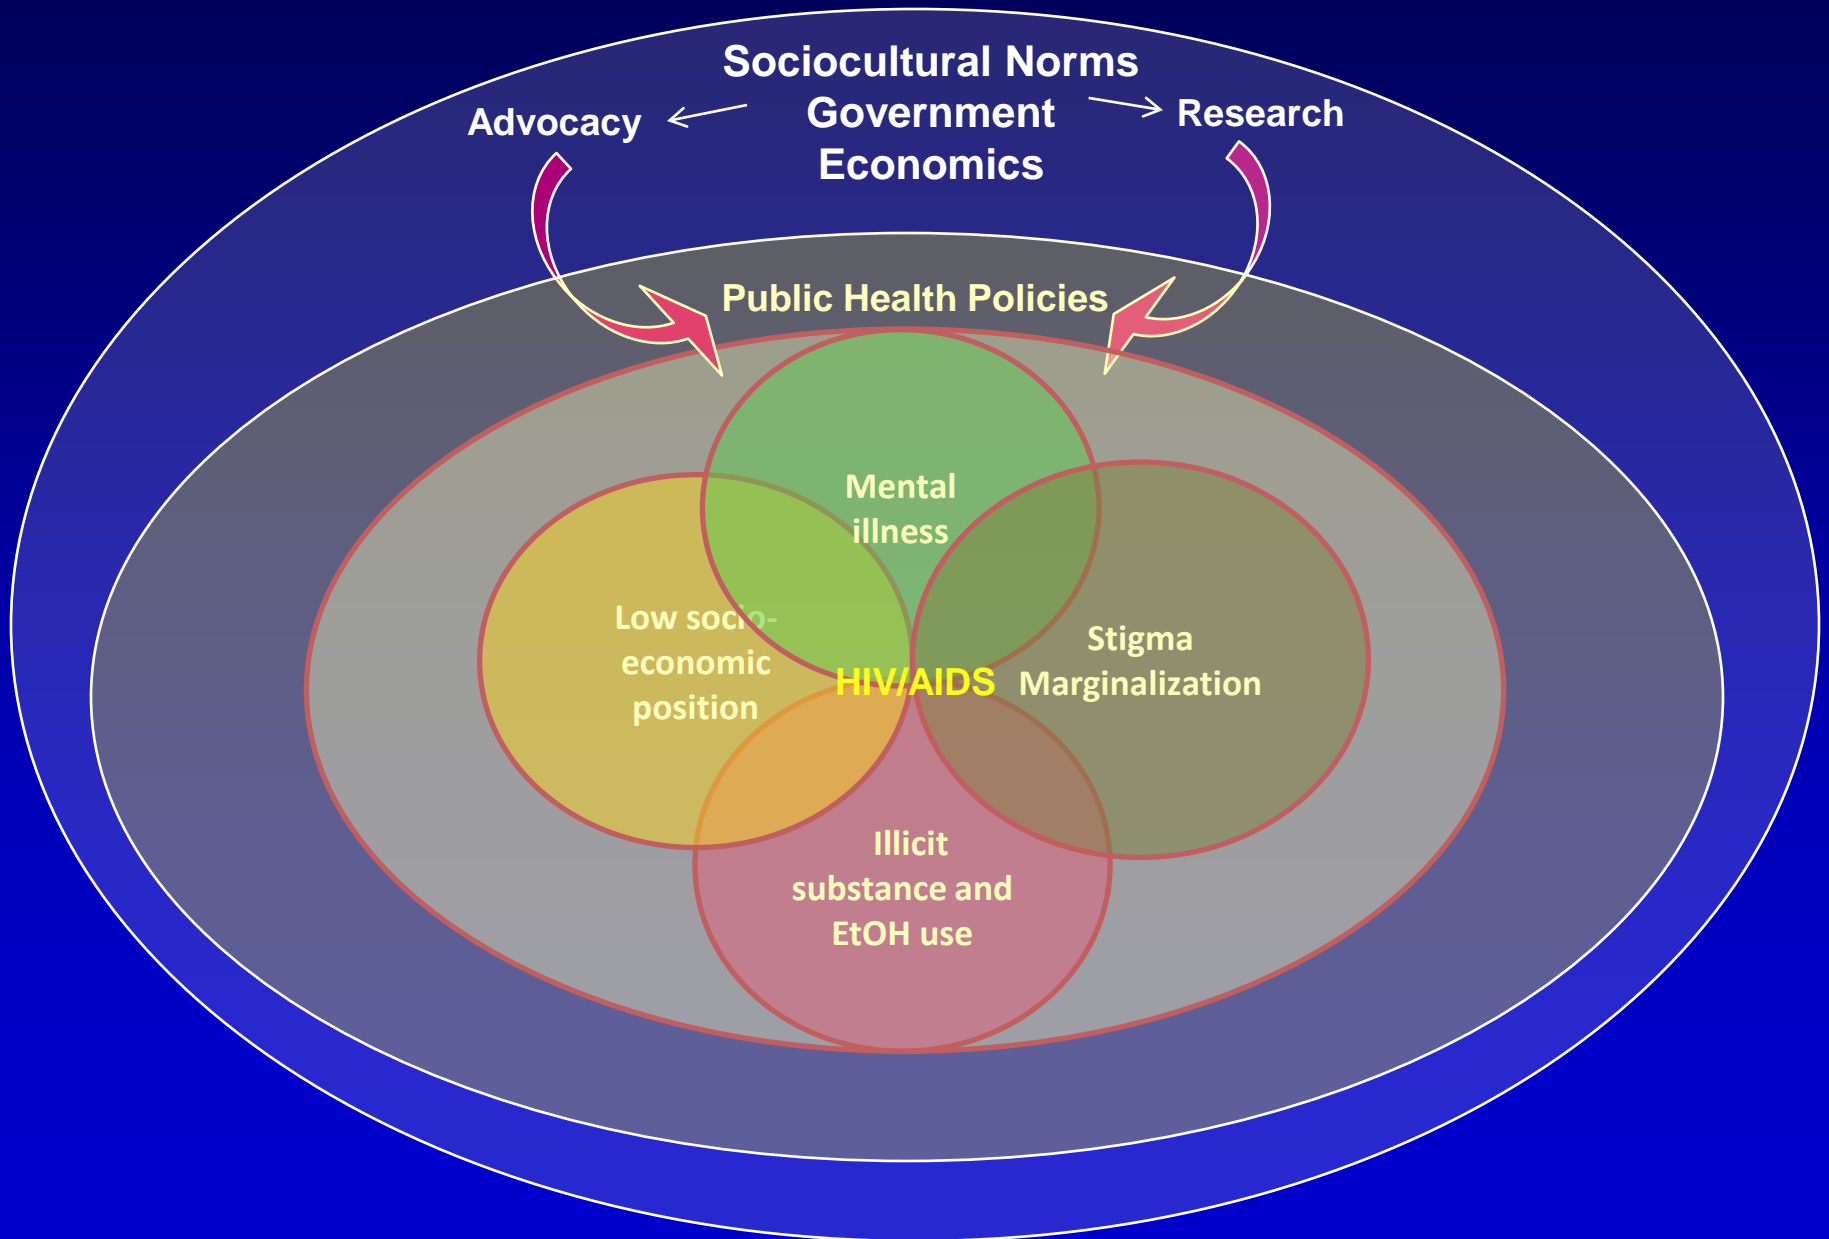 Sociocultural Norms
Advocacy
Government
Research
Economics
Public Health Policies
Mental
illness
Low socio-
economic
position
HIV/AIDS
Stigma
Marginalization
Illicit
substance and
EtOH use